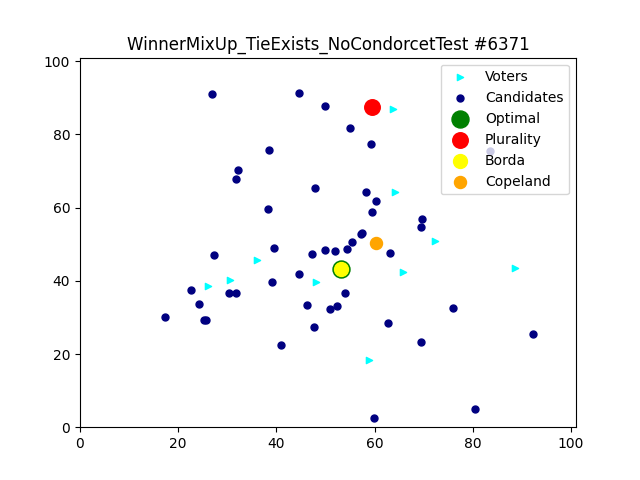 WinnerMixUp_TieExists_NoCondorcetTest #6371
Voters
Candidates
Optimal
Plurality
Borda
Copeland
100
80
60
40
20
0
0 20 40 60 80 100